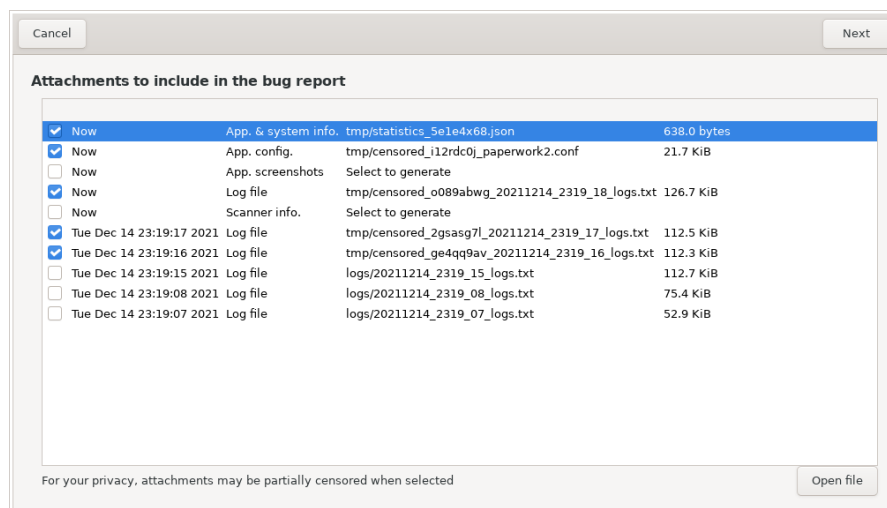 Cancel Next
Attachments to include in the bug report
Now App. & system info. tmp/statistics_5e1e4x68.json 638.0 bytes
Now App. config. tmp/censored_i12rdc0j_paperwork2.conf 21.7 KiB
Now App. screenshots Select to generate
Now Log file tmp/censored_o089abwg_20211214_2319_18_logs.txt 126.7 KiB
Now Scanner info. Select to generate
Tue Dec 14 23:19:17 2021 Log file tmp/censored_2gsasg7l_20211214_2319_17_logs.txt 112.5 KiB
Tue Dec 14 23:19:16 2021 Log file tmp/censored_ge4qq9av_20211214_2319_16_logs.txt 112.3 KiB
Tue Dec 14 23:19:15 2021 Log file logs/20211214_2319_15_logs.txt 112.7 KiB
Tue Dec 14 23:19:08 2021 Log file logs/20211214_2319_08_logs.txt 75.4 KiB
Tue Dec 14 23:19:07 2021 Log file logs/20211214_2319_07_logs.txt 52.9 KiB
For your privacy, attachments may be partially censored when selected Open file